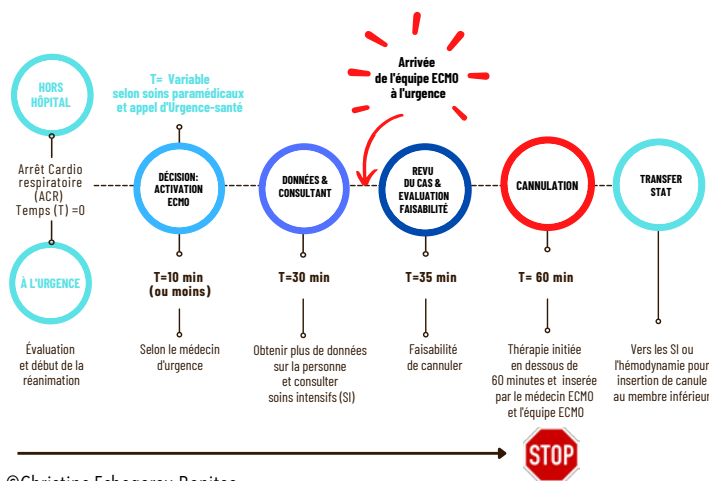 HORS
HÔPITAL
Arrêt Cardio
respiratoire
(ACR)
Temps (T) =0
À L'URGENCE
Évaluation
et début de la
réanimation
T= Variable
selon soins paramédicaux
et appel d'Urgence-santé
DÉCISION:
ACTIVATION
ECMO
T=10 min
(ou moins)
Selon le médecin
d'urgence
DONNÉES &
CONSULTANT
T=30 min
Obtenir plus de données
sur la personne
et consulter
soins intensifs (SI)
Arrivée
de l'équipe ECMO
à l'urgence
REVU
DU CAS &
EVALUATION
FAISABILITÉ
T=35 min
Faisabilité
de cannuler
CANNULATION
T= 60 min
Thérapie initiée
en dessous de
60 minutes et inserée
par le médecin ECMO
et l'équipe ECMO
TRANSFER
STAT
Vers les SI ou
l'hémodynamie pour
insertion de canule
au membre inférieur
STOP